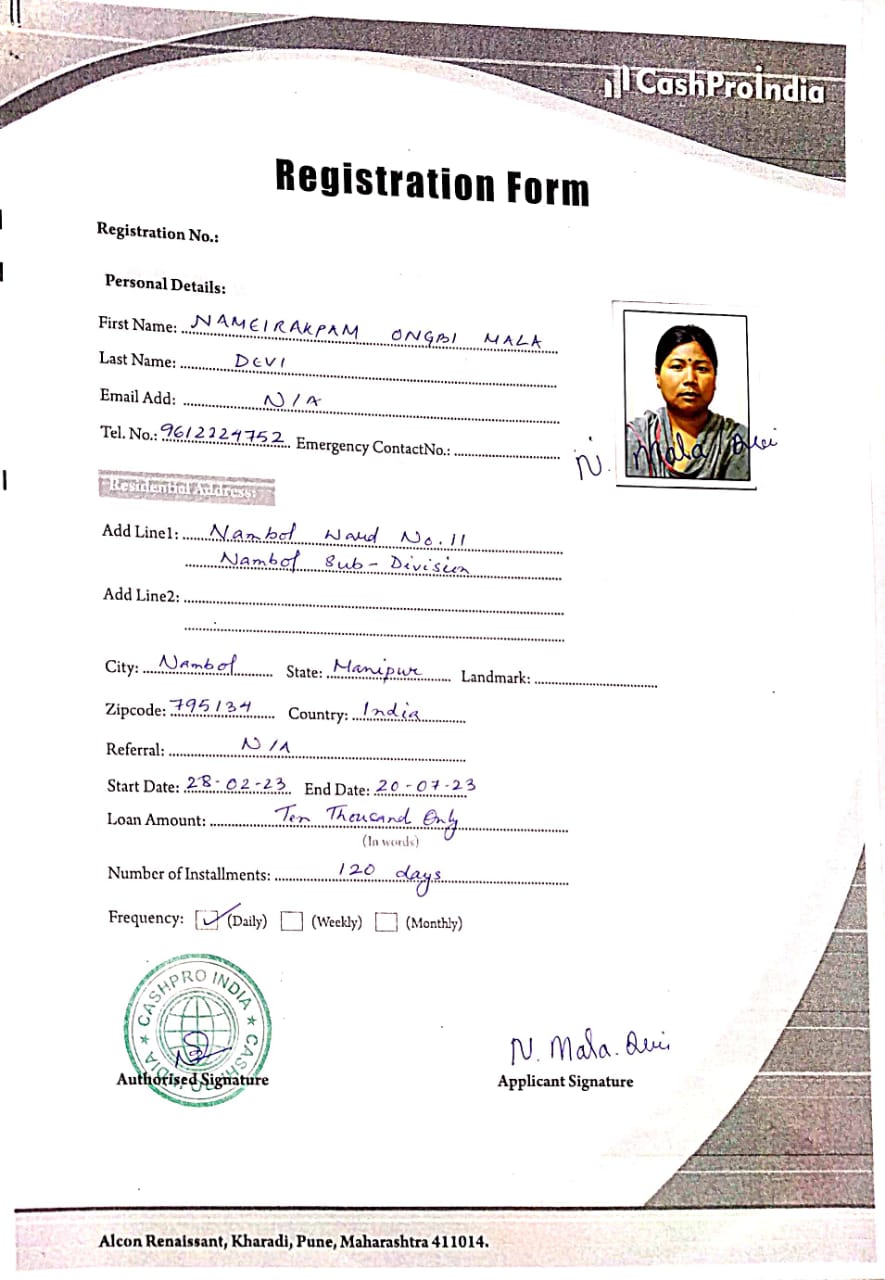 CashProIndia
Registration Form
Registration No.:
Personal Details:
First Name: NAMEIRAKPAM ONGBI MALA
Last Name: DEVI
Email Add: N/A
Tel. No.: 9612324752 Emergency ContactNo.:
N. Mala Devi
Residential Address:
Add Line1: Nambol Ward No. 11
Nambol Sub-Division
Add Line2:
City: Nambol State: Manipur Landmark:
Zipcode: 795134 Country: India
Referral: N/A
Start Date: 28-02-23 End Date: 20-07-23
Loan Amount: Ten Thousand Only
(In words)
Number of Installments: 120 days
Frequency: (Daily) (Weekly) (Monthly)
CASHPRO INDIA ★ CASHPRO INDIA ★
N. Mala. Devi
Authorised Signature Applicant Signature
Alcon Renaissant, Kharadi, Pune, Maharashtra 411014.